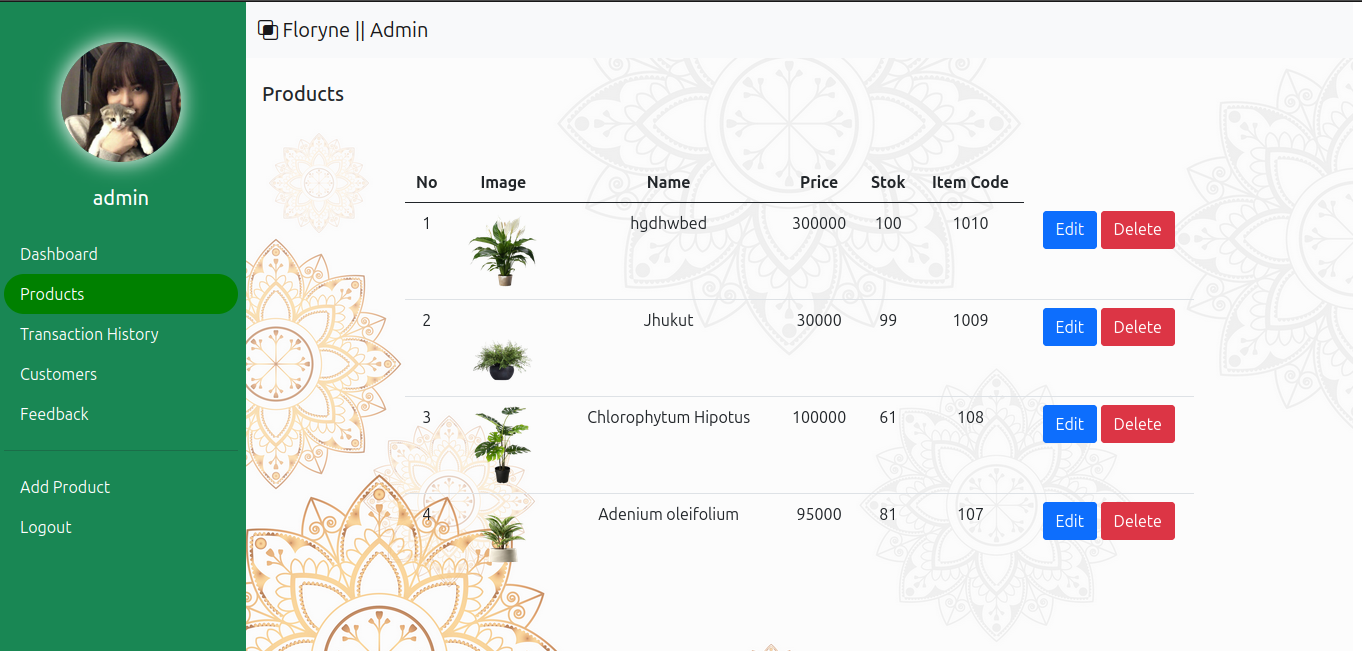 Floryne || Admin
admin
Dashboard
Products
Transaction History
Customers
Feedback
Add Product
Logout
Products
No Image Name Price Stok Item Code
1 hgdhwbed 300000 100 1010 Edit Delete
2 Jhukut 30000 99 1009 Edit Delete
3 Chlorophytum Hipotus 100000 61 108 Edit Delete
4 Adenium oleifolium 95000 81 107 Edit Delete